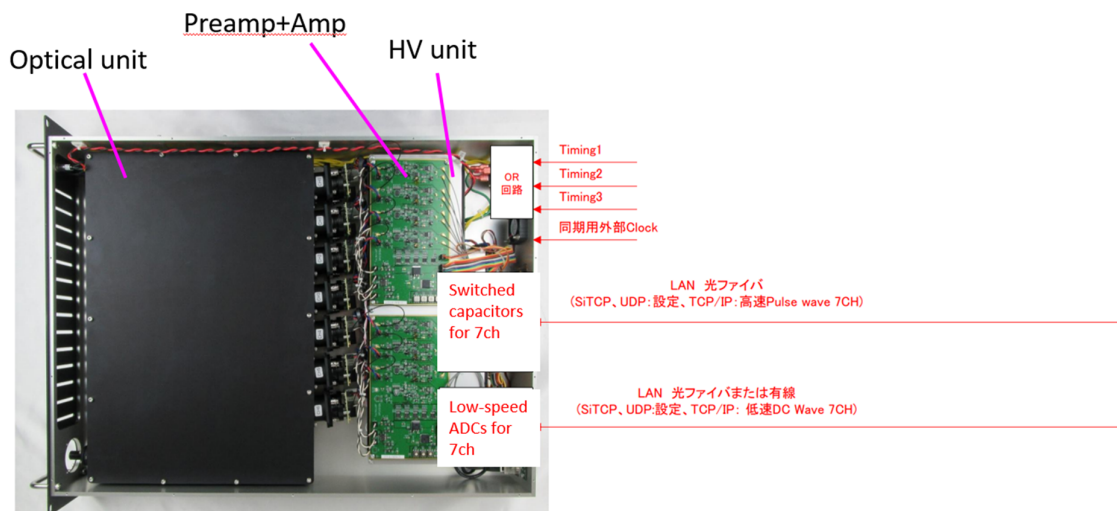 Preamp+Amp
Optical unit
HV unit
OR
回路
Timing1
Timing2
Timing3
同期用外部Clock
Switched
capacitors
for 7ch
LAN 光ファイバ
(SiTCP、UDP:設定、TCP/IP:高速Pulse wave 7CH)
Low-speed
ADCs for
7ch
LAN 光ファイバまたは有線
(SiTCP、UDP:設定、TCP/IP: 低速DC Wave 7CH)